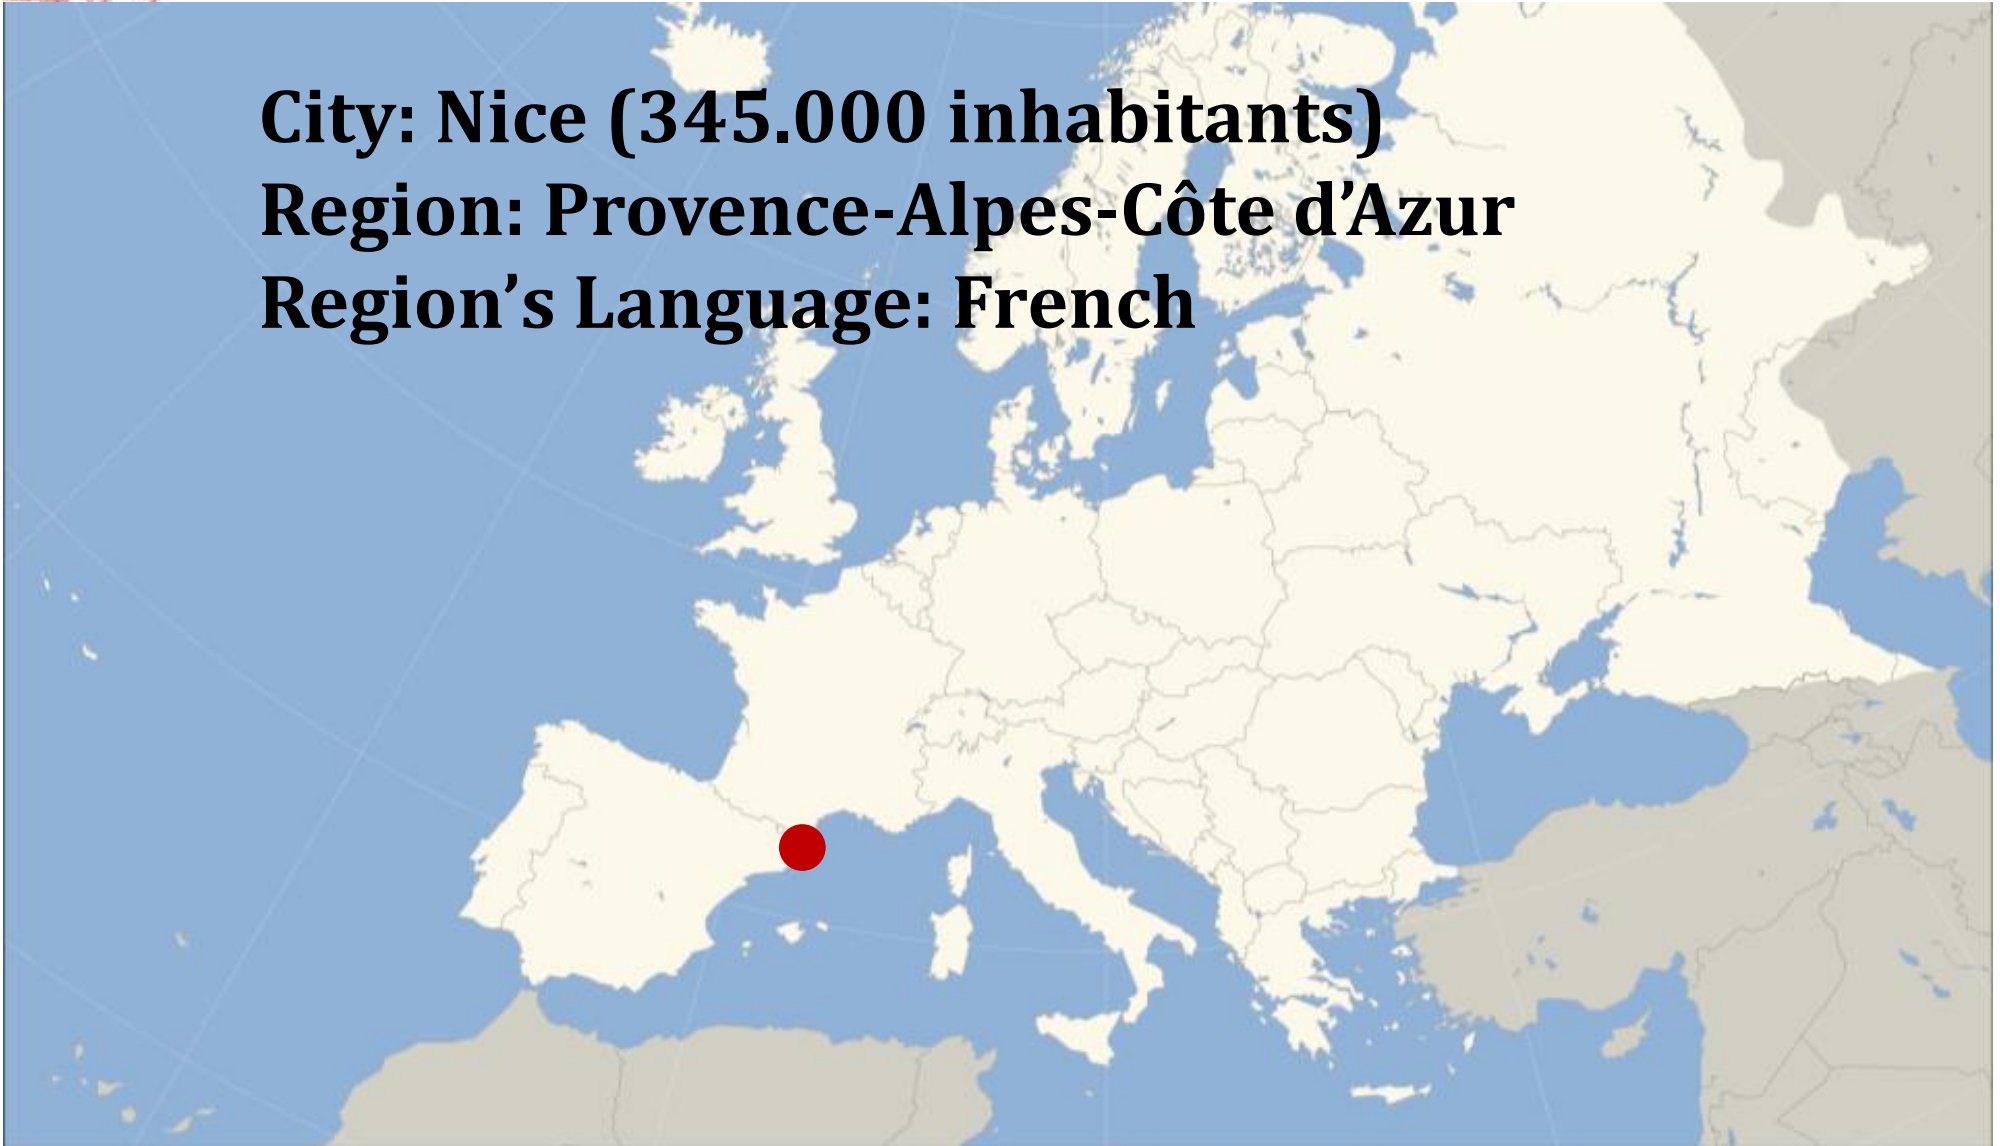 City: Nice (345.000 inhabitants)
Region: Provence-Alpes-Côte d’Azur
Region’s Language: French